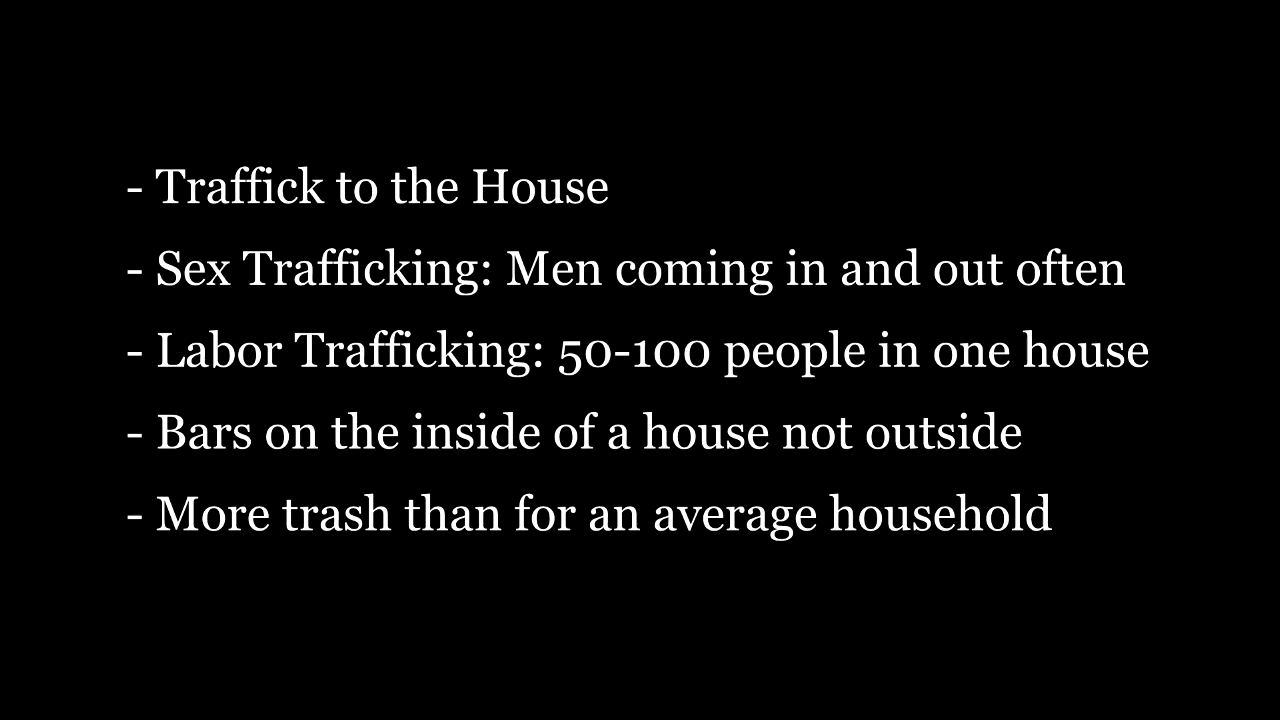 - Traffick to the House
- Sex Trafficking: Men coming in and out often
- Labor Trafficking: 50-100 people in one house
- Bars on the inside of a house not outside
- More trash than for an average household